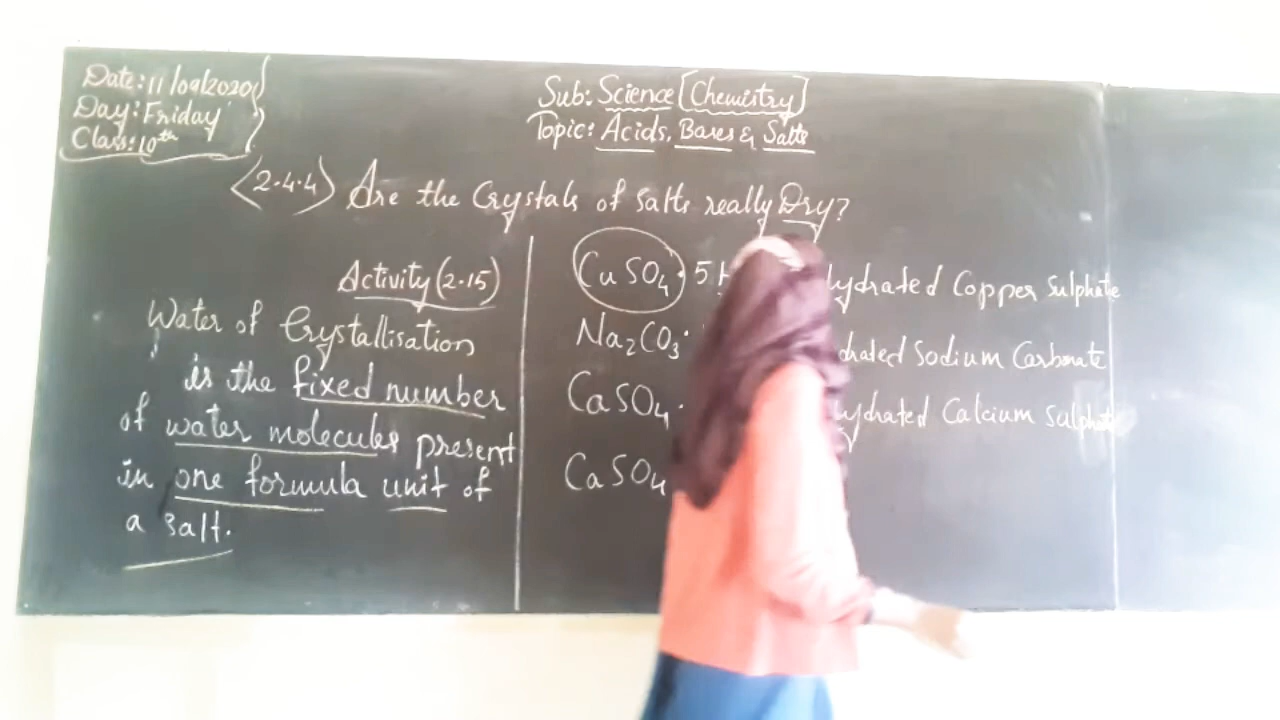 Date: 11/09/2020
Day: Friday
Class: 10th
Sub: Science [Chemistry]
Topic: Acids, Bases & Salts
<2.4.4> Are the Crystals of salts really Dry?
Activity (2.15)
Water of Crystallisation
is the fixed number
of water molecules present
in one formula unit of
a salt.
CuSO4. 5 Hydrated Copper Sulphate
Na2CO3. Sodium Carbonate
CaSO4. Calcium Sulphate
CaSO4